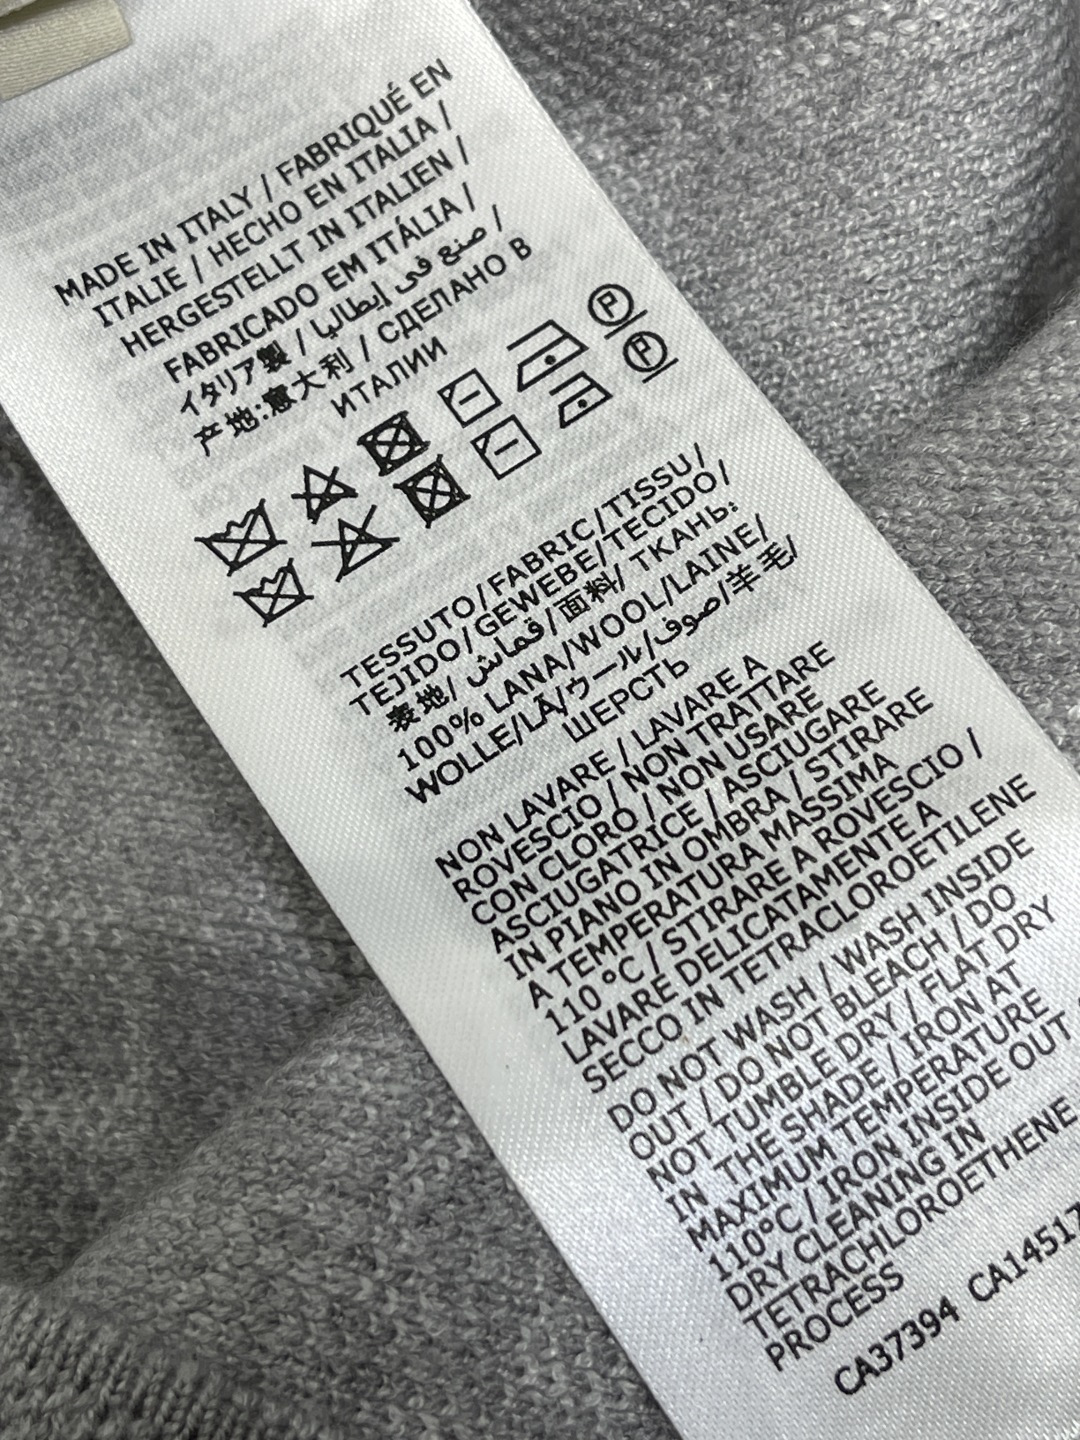 MADE IN ITALY / FABRIQUÉ EN
ITALIE / HECHO EN ITALIA /
HERGESTELLT IN ITALIEN /
FABRICADO EM ITÁLIA /
イタリア製 / صنع في إيطاليا /
产地:意大利 / СДЕЛАНО В
ИТАЛИИ
P
P
TESSUTO/FABRIC/TISSU/
TEJIDO/GEWEBE/TECIDO/
表地/ قماش/面料/ ТКАНЬ:
100% LANA/WOOL/LAINE/
WOLLE/LÃ/ウール/صوف/羊毛/
ШЕРСТЬ
NON LAVARE / LAVARE A
ROVESCIO / NON TRATTARE
CON CLORO / NON USARE
ASCIUGATRICE / ASCIUGARE
IN PIANO IN OMBRA / STIRARE
A TEMPERATURA MASSIMA
110 °C / STIRARE A ROVESCIO /
LAVARE DELICATAMENTE A
SECCO IN TETRACLOROETILENE
DO NOT WASH / WASH INSIDE
OUT / DO NOT BLEACH / DO
NOT TUMBLE DRY / FLAT DRY
IN THE SHADE / IRON AT
MAXIMUM TEMPERATURE
110°C / IRON INSIDE OUT
DRY CLEANING IN
TETRACHLOROETHENE
PROCESS
CA37394 CA14517